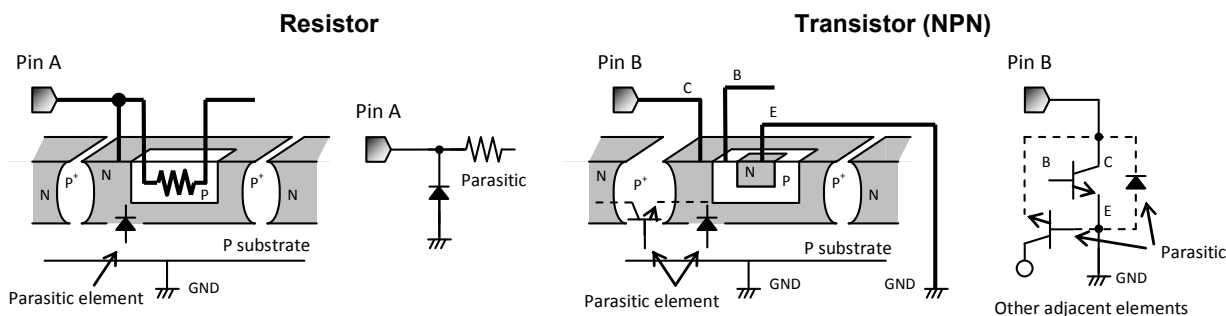 Resistor
Transistor (NPN)
Pin A
Pin A
Parasitic
N
P+
N
P
P+
N
P substrate
Parasitic element
GND
Pin B
C
B
E
N
P+
N
N
P
P+
N
P substrate
Parasitic element
GND
GND
Pin B
B
C
E
Parasitic
GND
Other adjacent elements